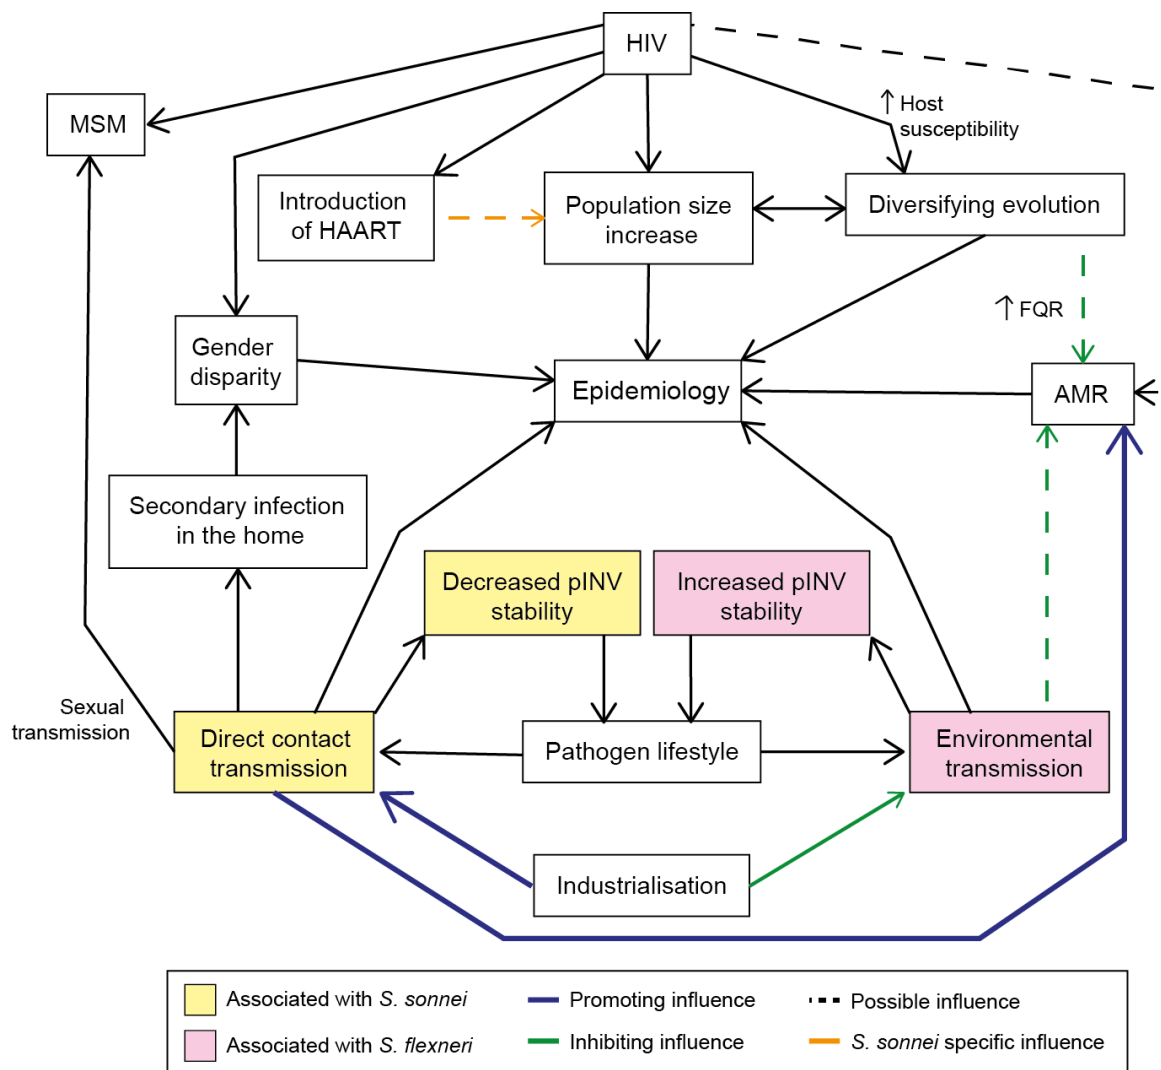 HIV
MSM
↑ Host
susceptibility
Introduction
of HAART
Population size
increase
Diversifying evolution
↑ FQR
Gender
disparity
Epidemiology
AMR
Secondary infection
in the home
Decreased pINV
stability
Increased pINV
stability
Sexual
transmission
Direct contact
transmission
Pathogen lifestyle
Environmental
transmission
Industrialisation
Associated with S. sonnei
Promoting influence
Possible influence
Associated with S. flexneri
Inhibiting influence
S. sonnei specific influence